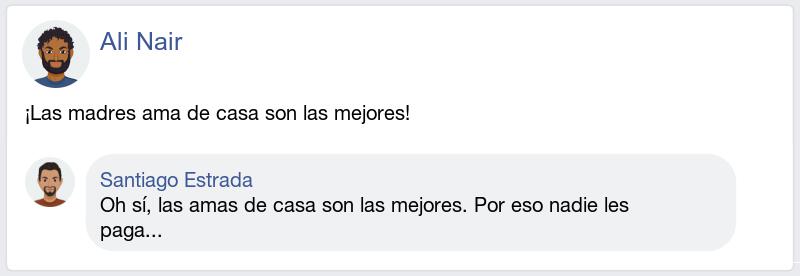 Ali Nair
¡Las madres ama de casa son las mejores!
Santiago Estrada
Oh sí, las amas de casa son las mejores. Por eso nadie les
paga...